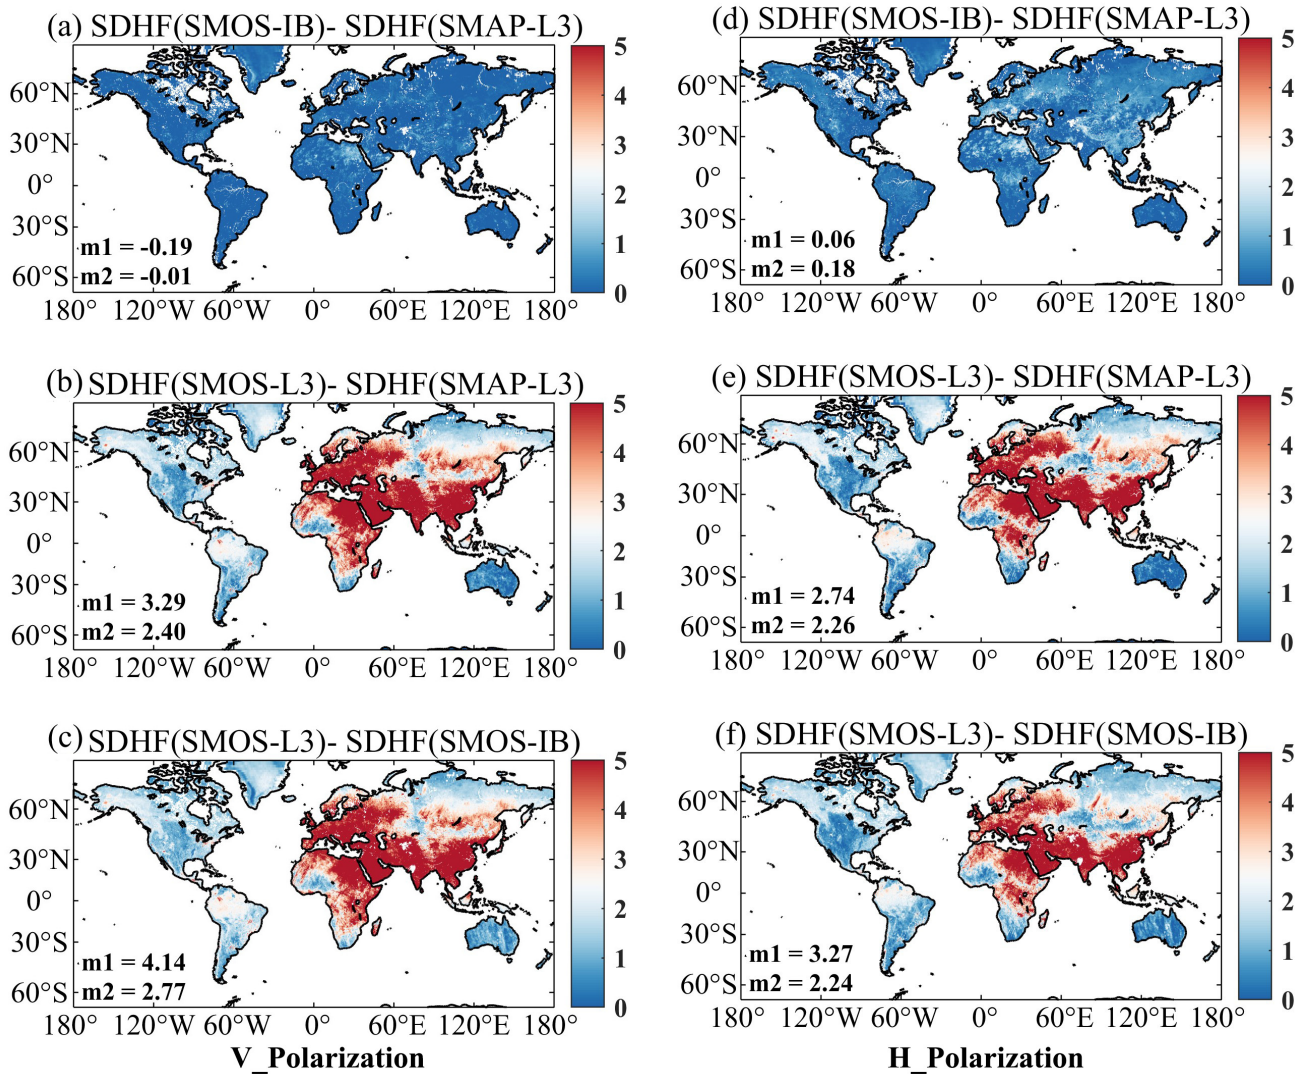 (a) SDHF(SMOS-IB)- SDHF(SMAP-L3)
60°N
30°N
0°
30°S
60°S
m1 = -0.19
m2 = -0.01
180° 120°W 60°W 0° 60°E 120°E 180°
5
4
3
2
1
0
(d) SDHF(SMOS-IB)- SDHF(SMAP-L3)
60°N
30°N
0°
30°S
60°S
m1 = 0.06
m2 = 0.18
180° 120°W 60°W 0° 60°E 120°E 180°
5
4
3
2
1
0
(b) SDHF(SMOS-L3)- SDHF(SMAP-L3)
60°N
30°N
0°
30°S
60°S
m1 = 3.29
m2 = 2.40
180° 120°W 60°W 0° 60°E 120°E 180°
5
4
3
2
1
0
(e) SDHF(SMOS-L3)- SDHF(SMAP-L3)
60°N
30°N
0°
30°S
60°S
m1 = 2.74
m2 = 2.26
180° 120°W 60°W 0° 60°E 120°E 180°
5
4
3
2
1
0
(c) SDHF(SMOS-L3)- SDHF(SMOS-IB)
60°N
30°N
0°
30°S
60°S
m1 = 4.14
m2 = 2.77
180° 120°W 60°W 0° 60°E 120°E 180°
5
4
3
2
1
0
V_Polarization
(f) SDHF(SMOS-L3)- SDHF(SMOS-IB)
60°N
30°N
0°
30°S
60°S
m1 = 3.27
m2 = 2.24
180° 120°W 60°W 0° 60°E 120°E 180°
5
4
3
2
1
0
H_Polarization